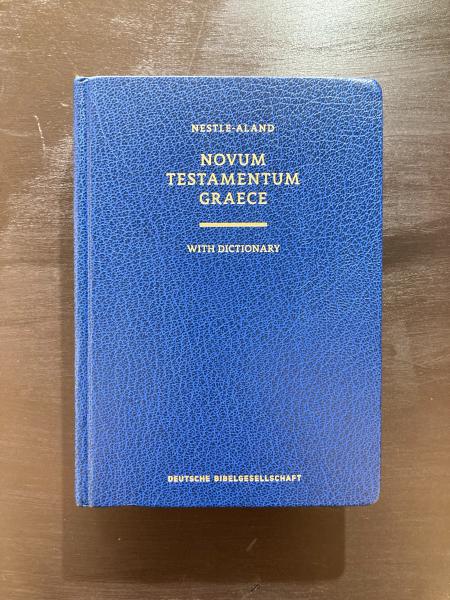 NESTLE-ALAND
NOVUM
TESTAMENTUM
GRAECE
WITH DICTIONARY
DEUTSCHE BIBELGESELLSCHAFT